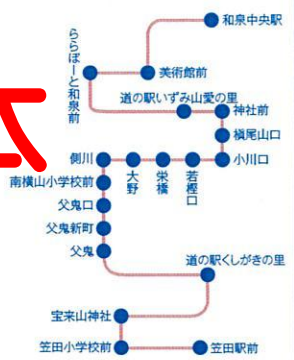 和泉中央駅
美術館前
ららぽーと和泉前
道の駅いずみ山愛の里
神社前
槇尾山口
小川口
若樫口
栄橋
大野
側川
南横山小学校前
父鬼口
父鬼新町
父鬼
道の駅くしがきの里
宝来山神社
笠田小学校前
笠田駅前